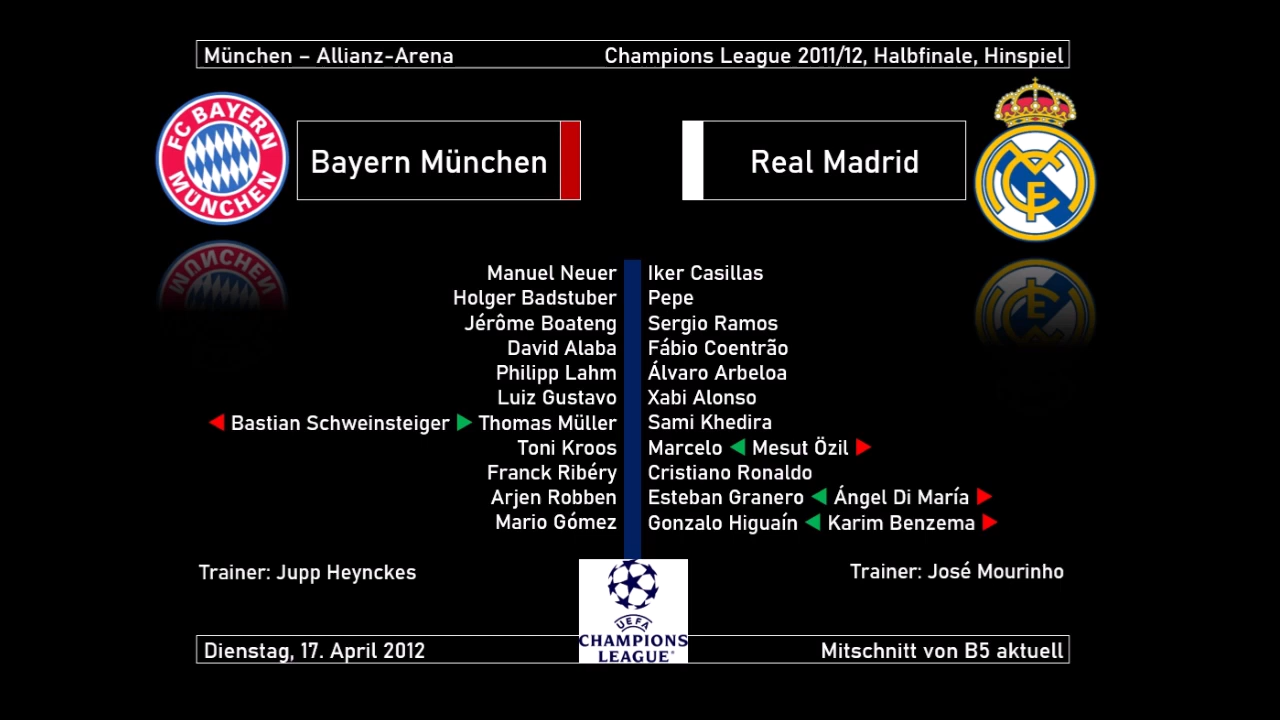 München – Allianz-Arena
Champions League 2011/12, Halbfinale, Hinspiel
FC BAYERN MÜNCHEN
Bayern München
Real Madrid
Manuel Neuer
Iker Casillas
Holger Badstuber
Pepe
Jérôme Boateng
Sergio Ramos
David Alaba
Fábio Coentrão
Philipp Lahm
Álvaro Arbeloa
Luiz Gustavo
Xabi Alonso
Bastian Schweinsteiger Thomas Müller
Sami Khedira
Toni Kroos
Marcelo Mesut Özil
Franck Ribéry
Cristiano Ronaldo
Arjen Robben
Esteban Granero Ángel Di María
Mario Gómez
Gonzalo Higuaín Karim Benzema
Trainer: Jupp Heynckes
Trainer: José Mourinho
UEFA
CHAMPIONS
LEAGUE
Dienstag, 17. April 2012
Mitschnitt von B5 aktuell